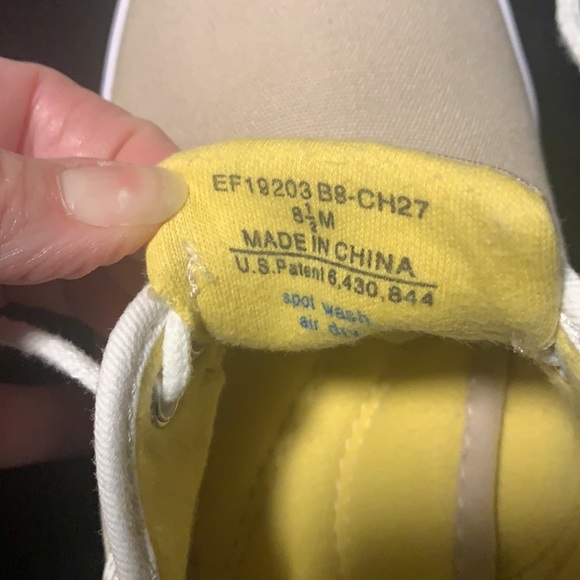 EF19203 B8-CH27
8½M
MADE IN CHINA
U.S. Patent 6,430,844
spot wash
air dry